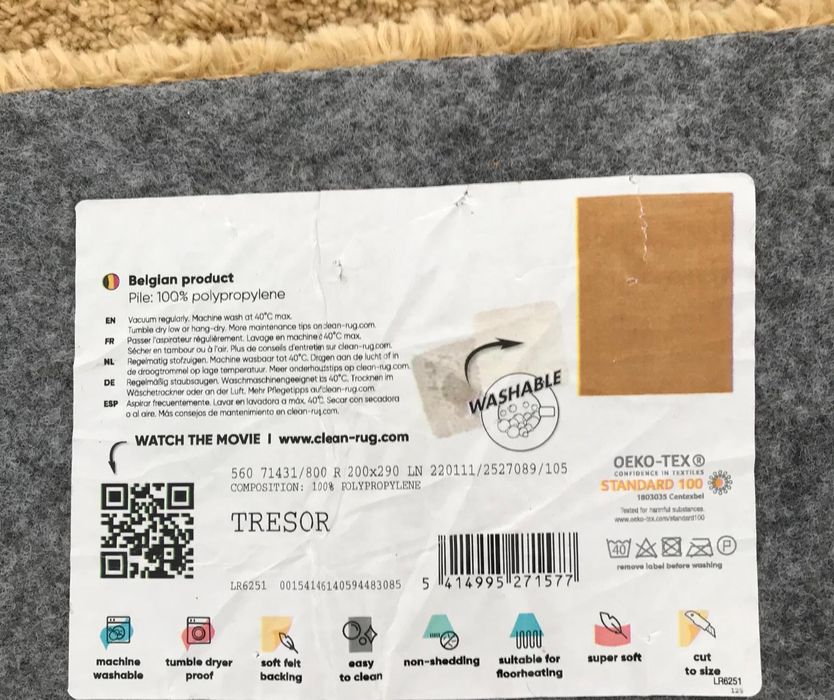 Belgian product
Pile: 100% polypropylene
EN Vacuum regularly. Machine wash at 40°C max.
Tumble dry low or hang-dry. More maintenance tips on clean-rug.com.
FR Passer l'aspirateur régulièrement. Lavage en machine à 40°C max.
Sécher en tambour ou à l'air. Plus de conseils d'entretien sur clean-rug.com.
NL Regelmatig stofzuigen. Machine wasbaar tot 40°C. Drogen aan de lucht of in
de droogtrommel op lage temperatuur. Meer onderhoudstips op clean-rug.com.
DE Regelmäßig staubsaugen. Waschmaschinengeeignet bis 40°C. Trocknen im
Wäschetrockner oder an der Luft. Mehr Pflegetipps auf clean-rug.com.
ESP Aspirar frecuentemente. Lavar en lavadora a máx. 40°C. Secar con secadora
o al aire. Más consejos de mantenimiento en clean-rug.com.
WASHABLE
WATCH THE MOVIE | www.clean-rug.com
560 71431/800 R 200x290 LN 220111/2527089/105
COMPOSITION: 100% POLYPROPYLENE
TRESOR
LR6251 00154146140594483085
5 414995 271577
OEKO-TEX®
CONFIDENCE IN TEXTILES
STANDARD 100
1803035 Centexbel
Tested for harmful substances.
www.oeko-tex.com/standard100
40 P
remove label before washing
machine washable
tumble dryer proof
soft felt backing
easy to clean
non-shedding
suitable for floorheating
super soft
cut to size
LR6251
125